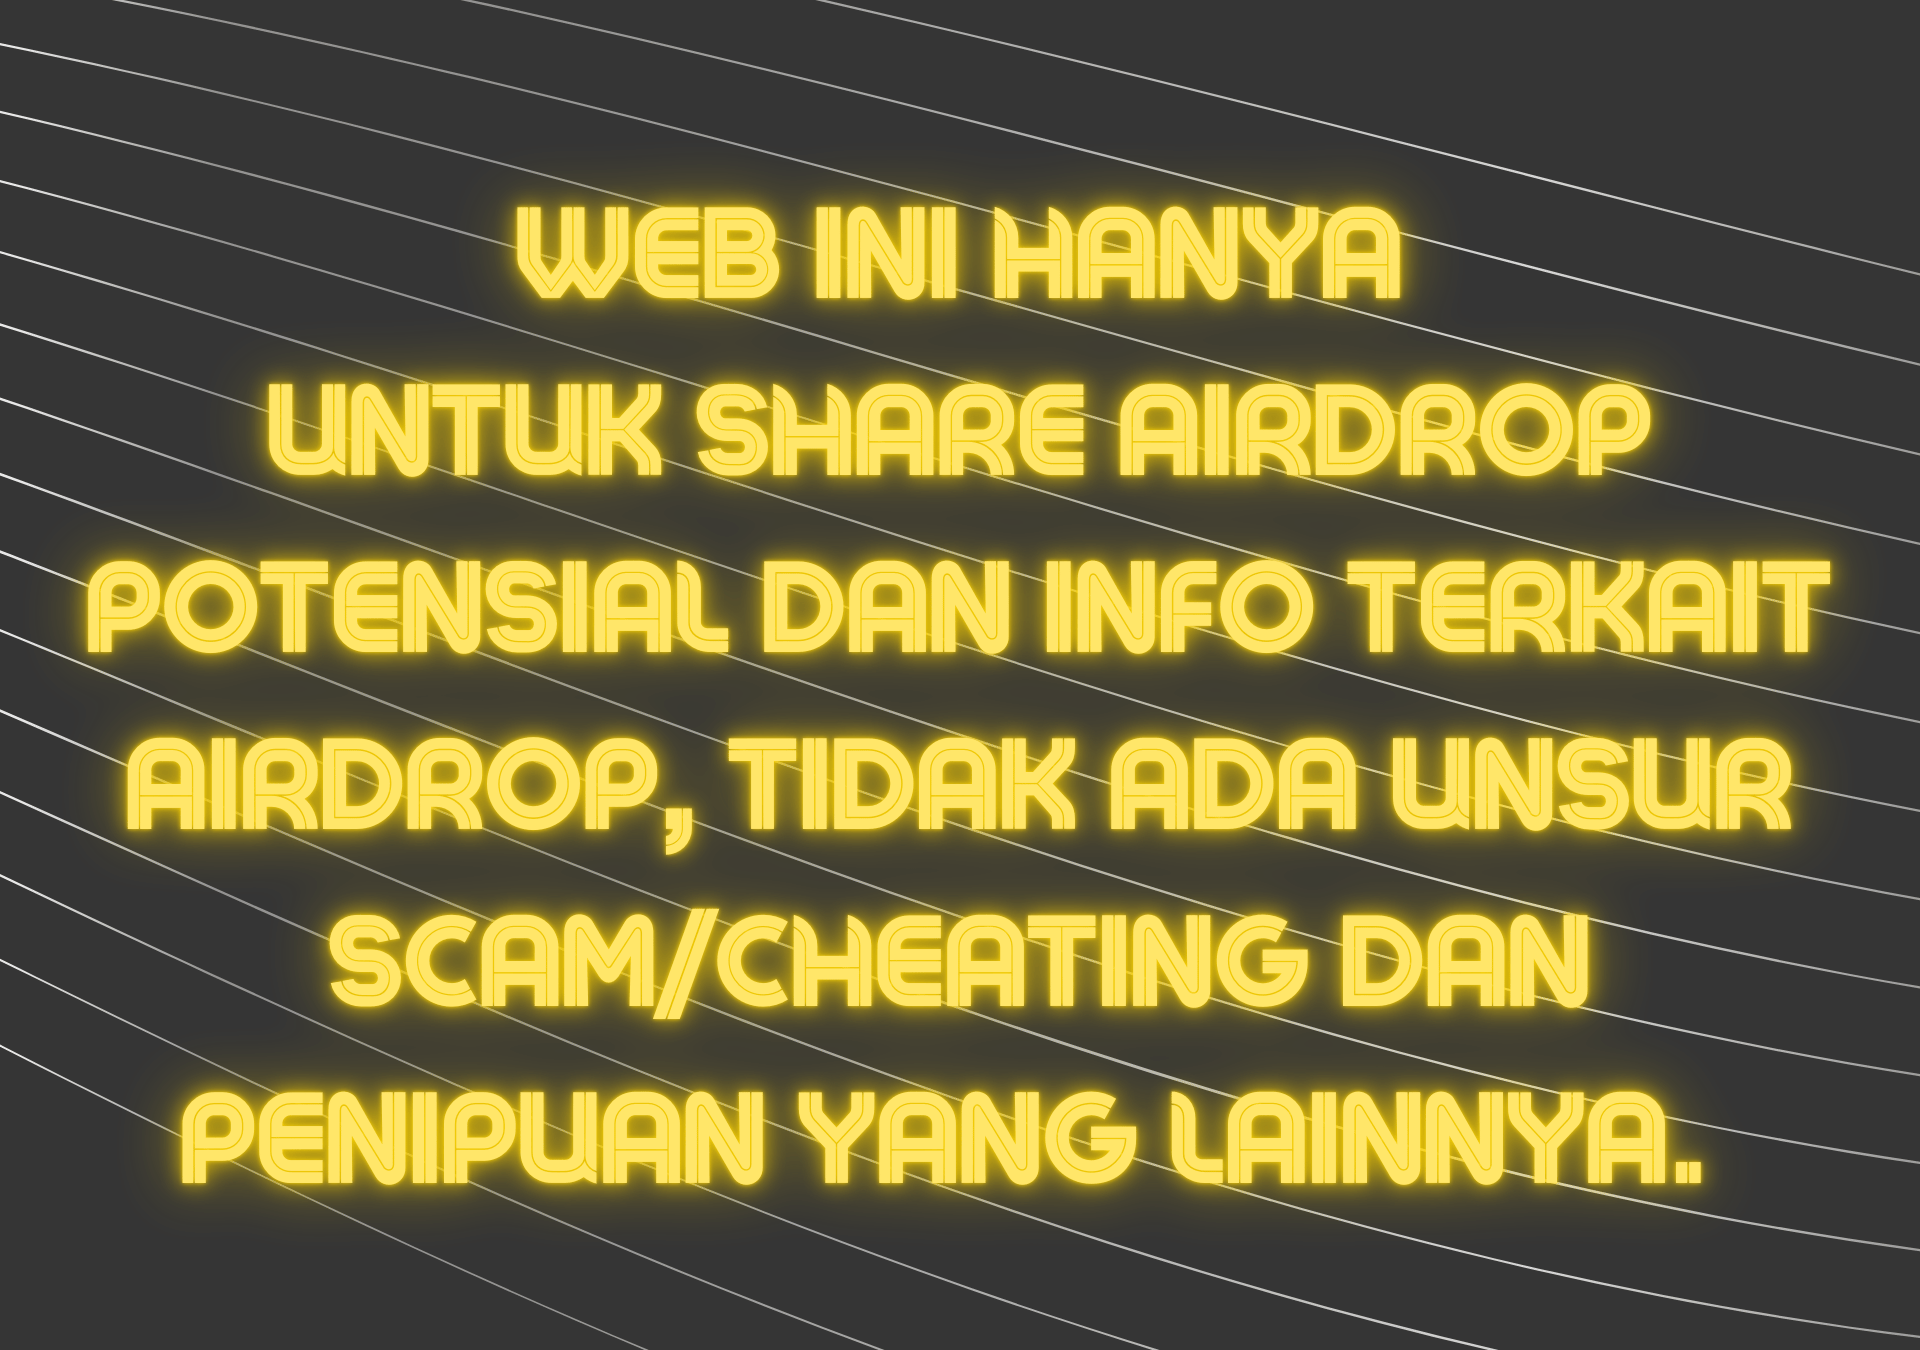 WEB INI HANYA
UNTUK SHARE AIRDROP
POTENSIAL DAN INFO TERKAIT
AIRDROP, TIDAK ADA UNSUR
SCAM/CHEATING DAN
PENIPUAN YANG LAINNYA.